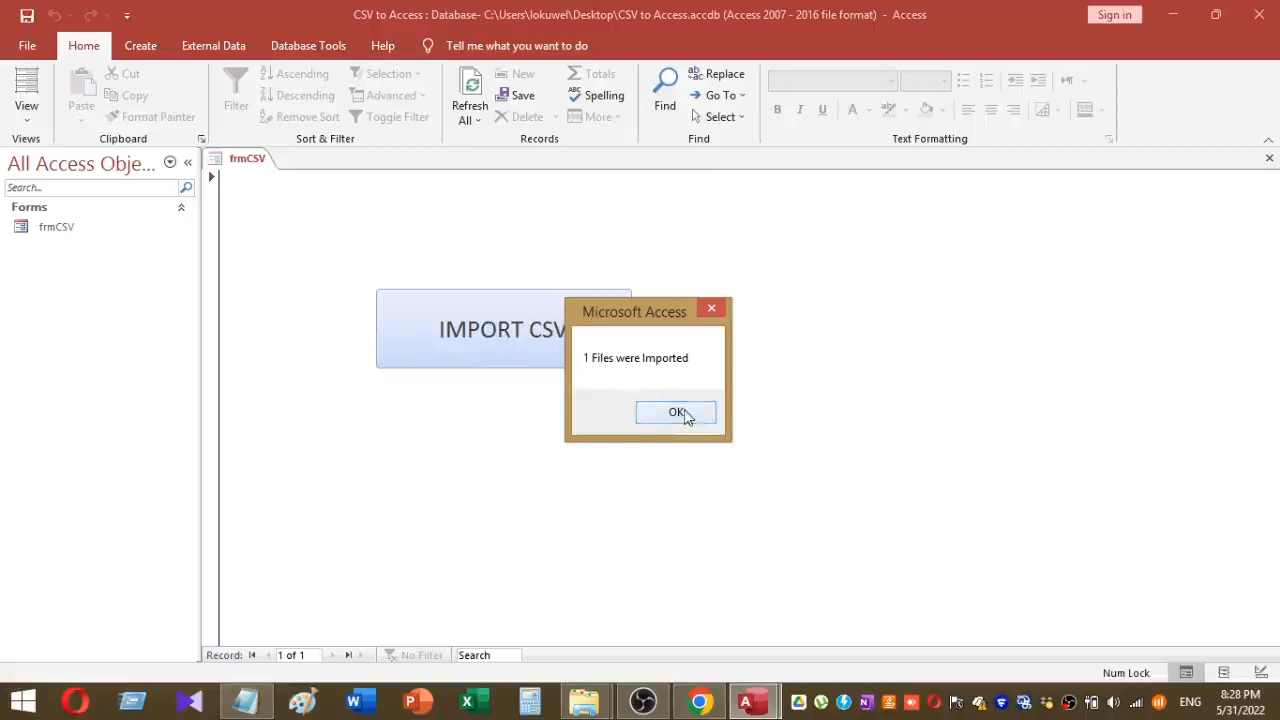 CSV to Access : Database- C:\Users\lokuwel\Desktop\CSV to Access.accdb (Access 2007 - 2016 file format) - Access
Sign in
File Home Create External Data Database Tools Help Tell me what you want to do
View
Views
Paste
Cut
Copy
Format Painter
Clipboard
Filter
Ascending
Descending
Remove Sort
Selection
Advanced
Toggle Filter
Sort & Filter
Refresh
All
New
Save
Delete
Totals
Spelling
More
Records
Find
Replace
Go To
Select
Find
B I U A
Text Formatting
All Access Obje...
Search...
Forms
frmCSV
frmCSV
IMPORT CSV
Microsoft Access
1 Files were Imported
OK
Record: 1 of 1 No Filter Search
Num Lock
ENG
8:28 PM
5/31/2022